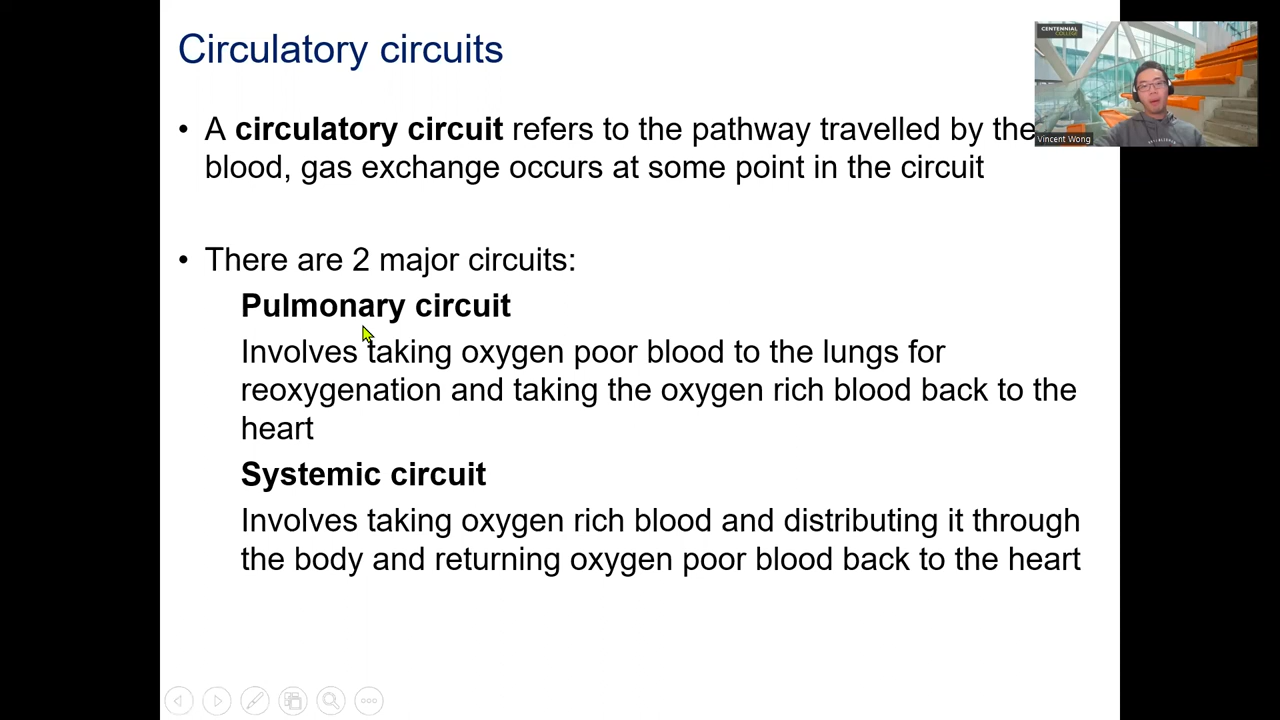 Circulatory circuits
CENTENNIAL
COLLEGE
Vincent Wong
• A circulatory circuit refers to the pathway travelled by the
blood, gas exchange occurs at some point in the circuit
• There are 2 major circuits:
Pulmonary circuit
Involves taking oxygen poor blood to the lungs for
reoxygenation and taking the oxygen rich blood back to the
heart
Systemic circuit
Involves taking oxygen rich blood and distributing it through
the body and returning oxygen poor blood back to the heart